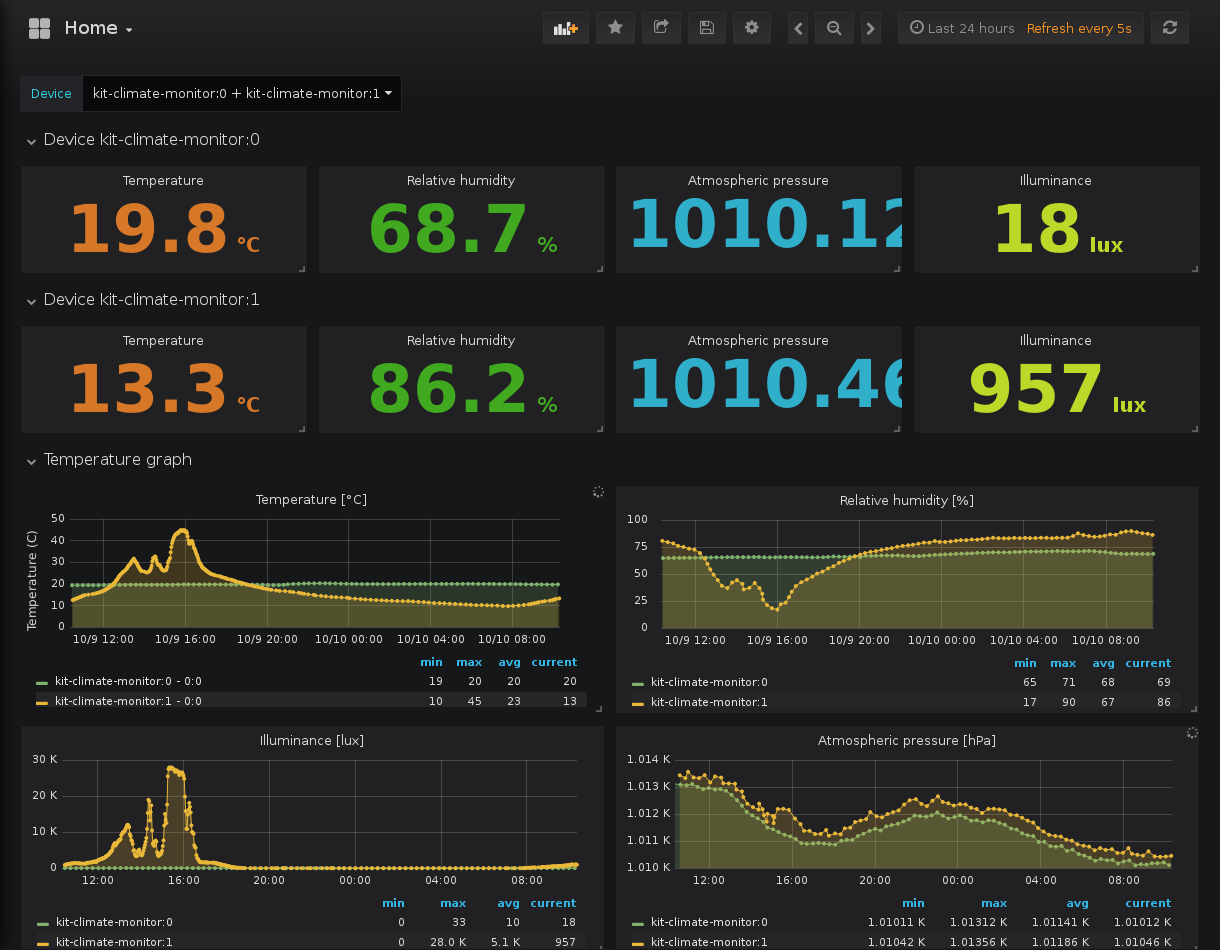 Home
Last 24 hours Refresh every 5s
Device kit-climate-monitor:0 + kit-climate-monitor:1
Device kit-climate-monitor:0
Temperature Relative humidity Atmospheric pressure Illuminance
19.8 °C 68.7 % 1010.12 18 lux
Device kit-climate-monitor:1
Temperature Relative humidity Atmospheric pressure Illuminance
13.3 °C 86.2 % 1010.46 957 lux
Temperature graph
Temperature [°C]
Temperature (C)
50
40
30
20
10
0
10/9 12:00 10/9 16:00 10/9 20:00 10/10 00:00 10/10 04:00 10/10 08:00
min max avg current
kit-climate-monitor:0 - 0:0 19 20 20 20
kit-climate-monitor:1 - 0:0 10 45 23 13
Relative humidity [%]
100
75
50
25
0
10/9 12:00 10/9 16:00 10/9 20:00 10/10 00:00 10/10 04:00 10/10 08:00
min max avg current
kit-climate-monitor:0 65 71 68 69
kit-climate-monitor:1 17 90 67 86
Illuminance [lux]
30 K
20 K
10 K
0
12:00 16:00 20:00 00:00 04:00 08:00
min max avg current
kit-climate-monitor:0 0 33 10 18
kit-climate-monitor:1 0 28.0 K 5.1 K 957
Atmospheric pressure [hPa]
1.014 K
1.013 K
1.012 K
1.011 K
1.010 K
12:00 16:00 20:00 00:00 04:00 08:00
min max avg current
kit-climate-monitor:0 1.01011 K 1.01312 K 1.01141 K 1.01012 K
kit-climate-monitor:1 1.01042 K 1.01356 K 1.01186 K 1.01046 K